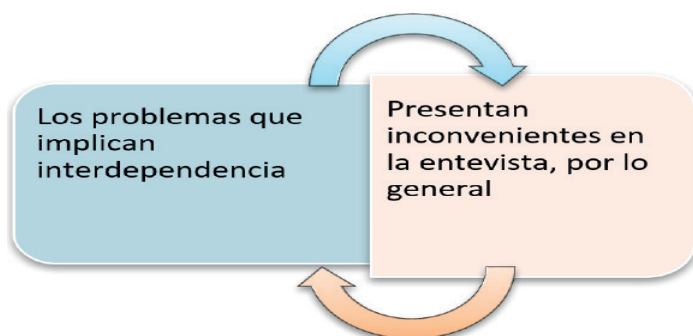 Los problemas que
implican
interdependencia
Presentan
inconvenientes en
la entevista, por lo
general